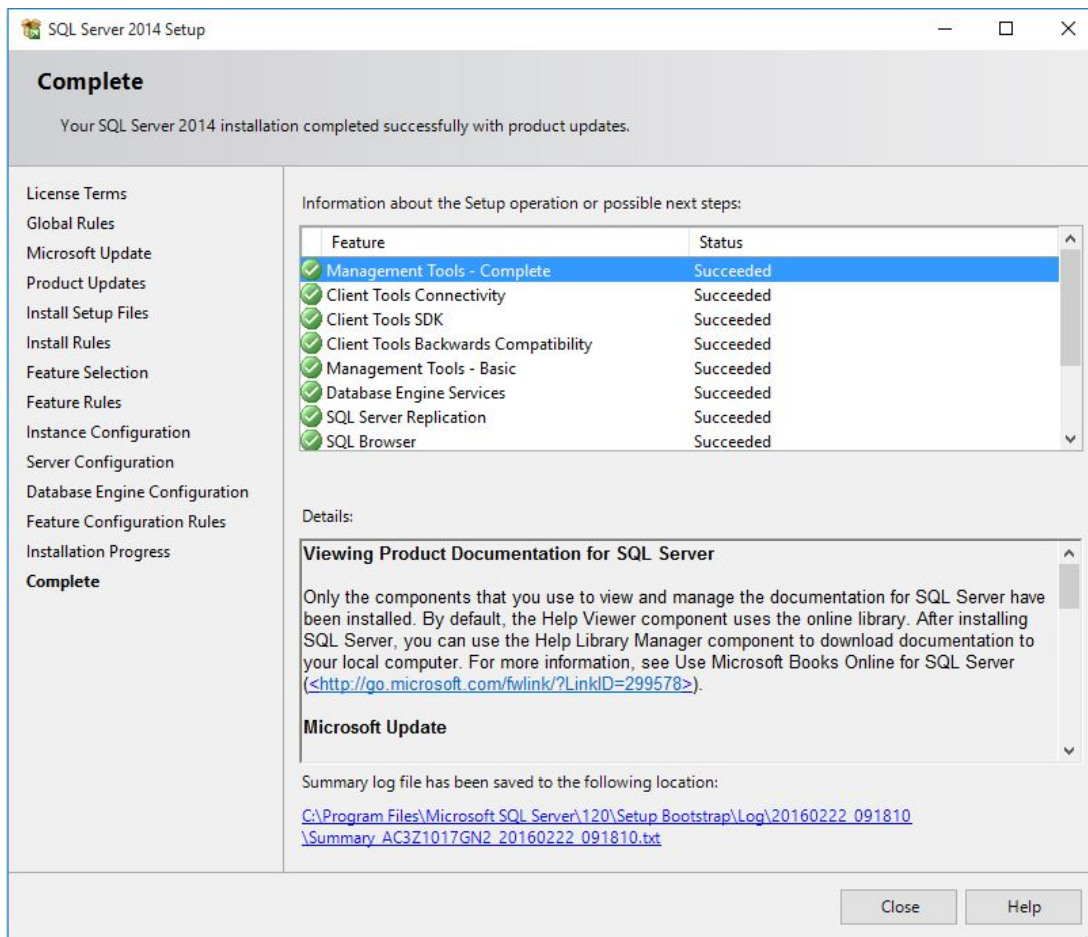 SQL Server 2014 Setup
Complete
Your SQL Server 2014 installation completed successfully with product updates.
License Terms
Global Rules
Microsoft Update
Product Updates
Install Setup Files
Install Rules
Feature Selection
Feature Rules
Instance Configuration
Server Configuration
Database Engine Configuration
Feature Configuration Rules
Installation Progress
Complete
Information about the Setup operation or possible next steps:
Feature Status
Management Tools - Complete Succeeded
Client Tools Connectivity Succeeded
Client Tools SDK Succeeded
Client Tools Backwards Compatibility Succeeded
Management Tools - Basic Succeeded
Database Engine Services Succeeded
SQL Server Replication Succeeded
SQL Browser Succeeded
Details:
Viewing Product Documentation for SQL Server
Only the components that you use to view and manage the documentation for SQL Server have
been installed. By default, the Help Viewer component uses the online library. After installing
SQL Server, you can use the Help Library Manager component to download documentation to
your local computer. For more information, see Use Microsoft Books Online for SQL Server
(<http://go.microsoft.com/fwlink/?LinkID=299578>).
Microsoft Update
Summary log file has been saved to the following location:
C:\Program Files\Microsoft SQL Server\120\Setup Bootstrap\Log\20160222_091810
\Summary_AC3Z1017GN2_20160222_091810.txt
Close Help